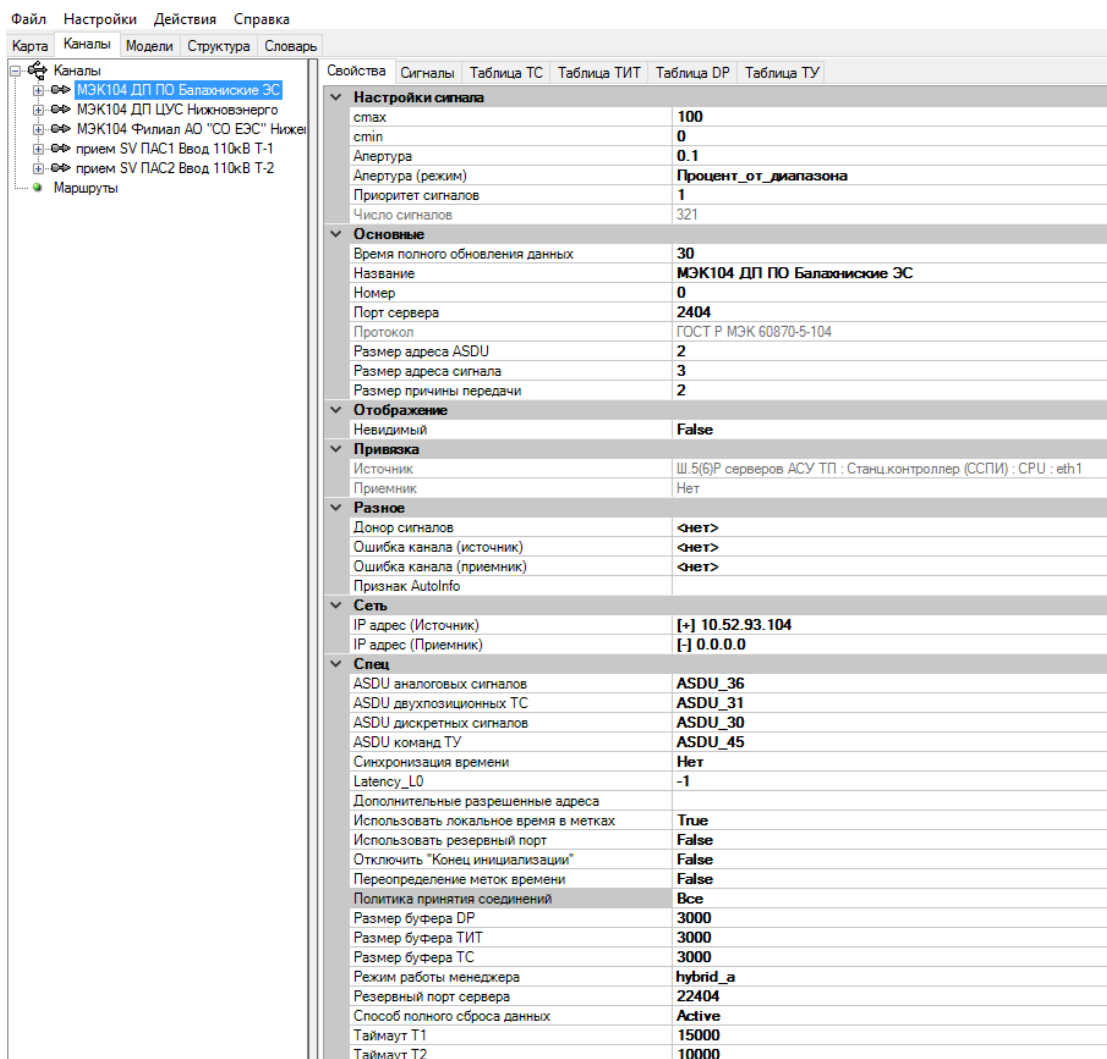 Файл Настройки Действия Справка
Карта Каналы Модели Структура Словарь
Каналы
МЭК104 ДП ПО Балахниские ЭС
МЭК104 ДП ЦУС Нижновэнерго
МЭК104 Филиал АО "СО ЕЭС" Нижег
прием SV ПАС1 Ввод 110кВ Т-1
прием SV ПАС2 Ввод 110кВ Т-2
Маршруты
Свойства Сигналы Таблица ТС Таблица ТИТ Таблица DP Таблица ТУ
Настройки сигнала
cmax 100
cmin 0
Апертура 0.1
Апертура (режим) Процент_от_диапазона
Приоритет сигналов 1
Число сигналов 321
Основные
Время полного обновления данных 30
Название МЭК104 ДП ПО Балахниские ЭС
Номер 0
Порт сервера 2404
Протокол ГОСТ Р МЭК 60870-5-104
Размер адреса ASDU 2
Размер адреса сигнала 3
Размер причины передачи 2
Отображение
Невидимый False
Привязка
Источник Ш.5(6)Р серверов АСУ ТП : Станц.контроллер (ССПИ) : CPU : eth1
Приемник Нет
Разное
Донор сигналов <нет>
Ошибка канала (источник) <нет>
Ошибка канала (приемник) <нет>
Признак AutoInfo
Сеть
IP адрес (Источник) [+] 10.52.93.104
IP адрес (Приемник) [-] 0.0.0.0
Спец
ASDU аналоговых сигналов ASDU_36
ASDU двухпозиционных ТС ASDU_31
ASDU дискретных сигналов ASDU_30
ASDU команд ТУ ASDU_45
Синхронизация времени Нет
Latency_L0 -1
Дополнительные разрешенные адреса
Использовать локальное время в метках True
Использовать резервный порт False
Отключить "Конец инициализации" False
Переопределение меток времени False
Политика принятия соединений Все
Размер буфера DP 3000
Размер буфера ТИТ 3000
Размер буфера ТС 3000
Режим работы менеджера hybrid_a
Резервный порт сервера 22404
Способ полного сброса данных Active
Таймаут T1 15000
Таймаут T2 10000